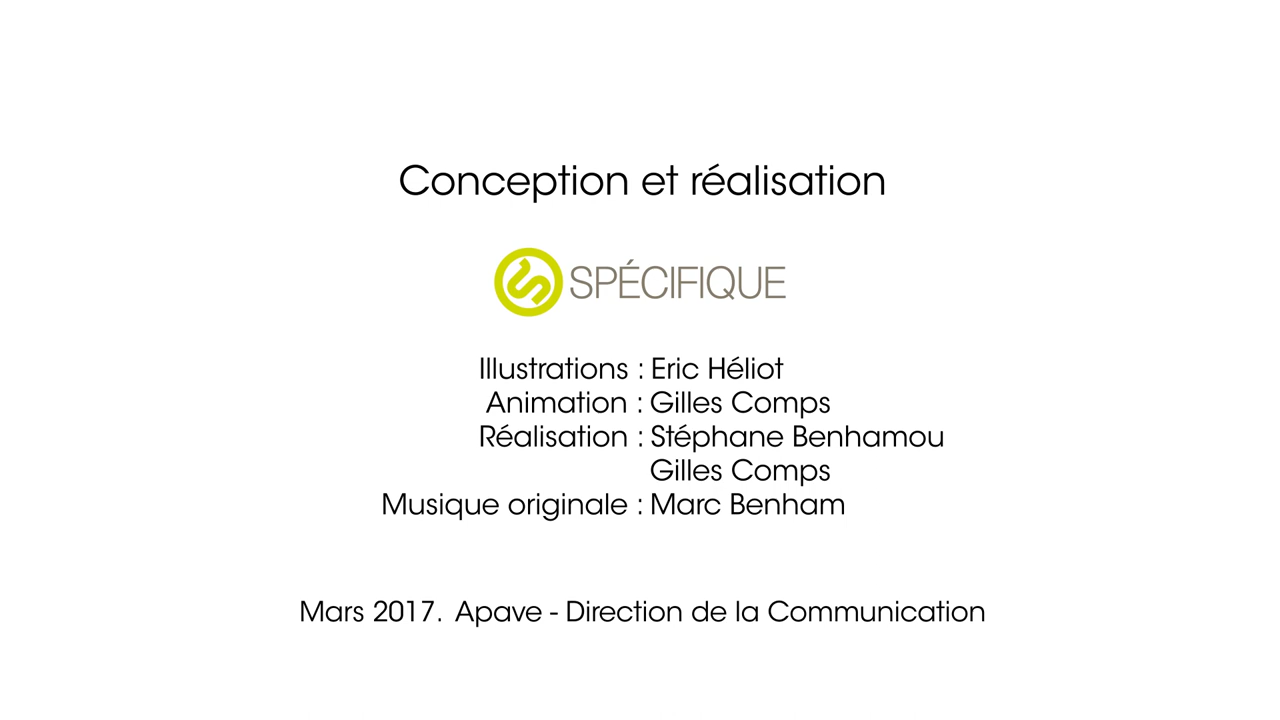 Conception et réalisation
SPÉCIFIQUE
Illustrations : Eric Héliot
Animation : Gilles Comps
Réalisation : Stéphane Benhamou
Gilles Comps
Musique originale : Marc Benham
Mars 2017. Apave - Direction de la Communication